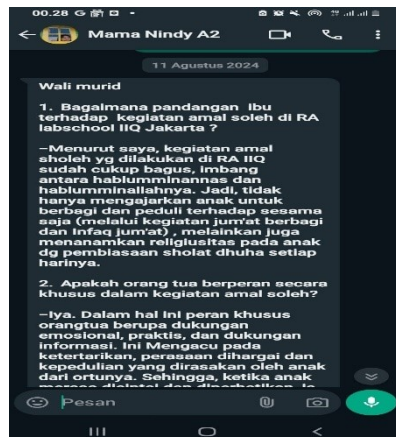 00.28
Mama Nindy A2
11 Agustus 2024
Wali murid
1. Bagaimana pandangan Ibu
terhadap kegiatan amal soleh di RA
labschool IIQ Jakarta ?
–Menurut saya, kegiatan amal
sholeh yg dilakukan di RA IIQ
sudah cukup bagus, imbang
antara hablumminannas dan
hablumminallahnya. Jadi, tidak
hanya mengajarkan anak untuk
berbagi dan peduli terhadap sesama
saja (melalui kegiatan jum'at berbagi
dan Infaq jum'at) , melainkan juga
menanamkan religiusitas pada anak
dg pembiasaan sholat dhuha setiap
harinya.
2. Apakah orang tua berperan secara
khusus dalam kegiatan amal soleh?
–Iya. Dalam hal ini peran khusus
orangtua berupa dukungan
emosional, praktis, dan dukungan
informasi. Ini Mengacu pada
ketertarikan, perasaan dihargai dan
kepedulian yang dirasakan oleh anak
dari ortunya. Sehingga, ketika anak
Pesan